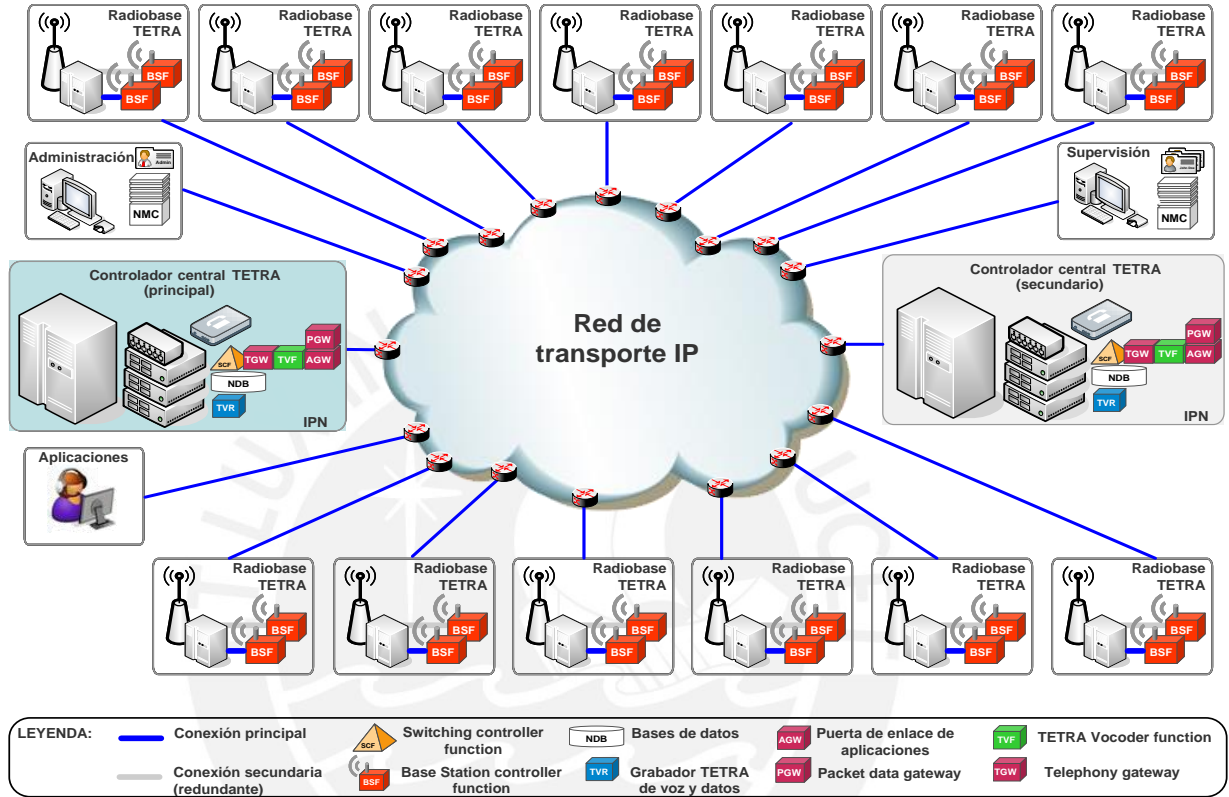 Radiobase
TETRA
BSF
BSF
Radiobase
TETRA
BSF
BSF
Radiobase
TETRA
BSF
BSF
Radiobase
TETRA
BSF
BSF
Radiobase
TETRA
BSF
BSF
Radiobase
TETRA
BSF
BSF
Radiobase
TETRA
BSF
BSF
Administración
Admin
NMC
Supervisión
NMC
Controlador central TETRA
(principal)
PGW
SCF
TGW
TVF
AGW
NDB
TVR
IPN
Red de
transporte IP
Controlador central TETRA
(secundario)
PGW
SCF
TGW
TVF
AGW
NDB
TVR
IPN
Aplicaciones
Radiobase
TETRA
BSF
BSF
Radiobase
TETRA
BSF
BSF
Radiobase
TETRA
BSF
BSF
Radiobase
TETRA
BSF
BSF
Radiobase
TETRA
BSF
BSF
Radiobase
TETRA
BSF
BSF
LEYENDA:
Conexión principal
Conexión secundaria
(redundante)
SCF
Switching controller
function
BSF
Base Station controller
function
NDB
Bases de datos
TVR
Grabador TETRA
de voz y datos
AGW
Puerta de enlace de
aplicaciones
PGW
Packet data gateway
TVF
TETRA Vocoder function
TGW
Telephony gateway